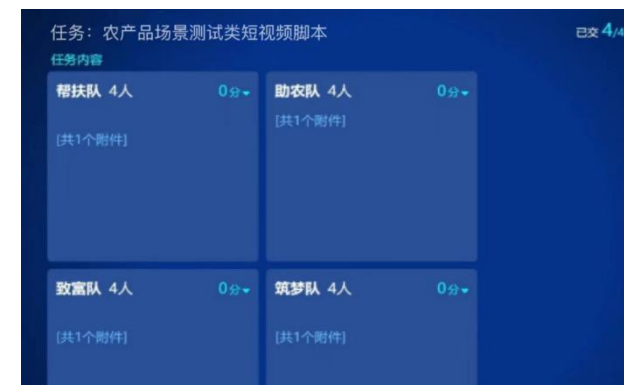 任务：农产品场景测试类短视频脚本
已交 4/4
任务内容
帮扶队 4人 0分
助农队 4人 0分
[共1个附件]
[共1个附件]
致富队 4人 0分
筑梦队 4人 0分
[共1个附件]
[共1个附件]